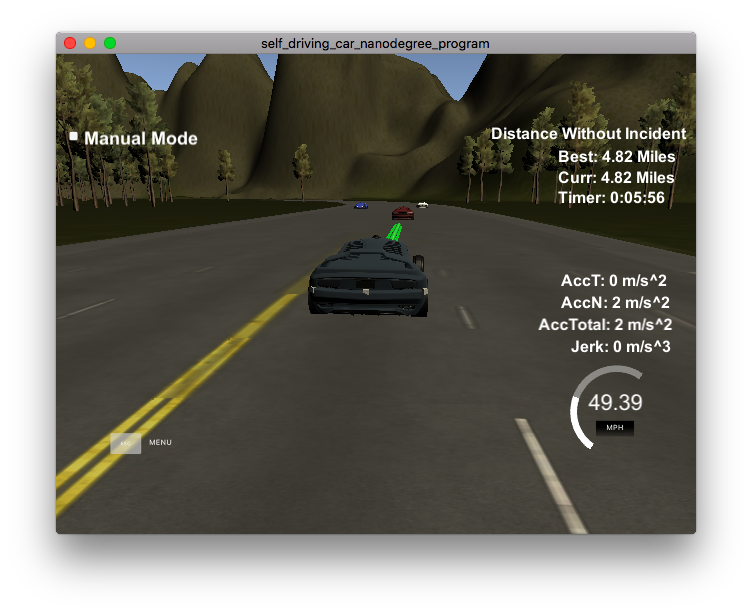 self_driving_car_nanodegree_program
Manual Mode
Distance Without Incident
Best: 4.82 Miles
Curr: 4.82 Miles
Timer: 0:05:56
AccT: 0 m/s^2
AccN: 2 m/s^2
AccTotal: 2 m/s^2
Jerk: 0 m/s^3
49.39
MPH
MENU